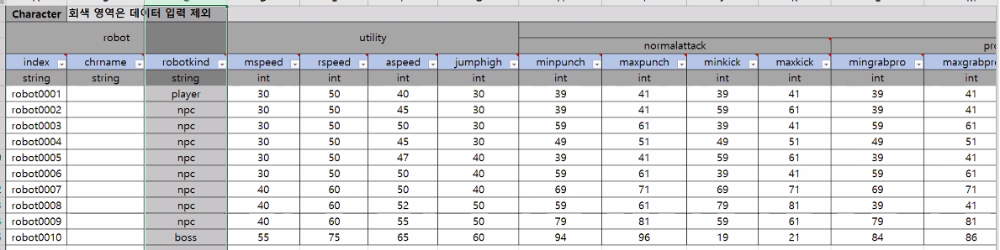 Character 회색 영역은 데이터 입력 제외
robot utility
normalattack
index chrname robotkind mspeed rspeed aspeed jumphigh minpunch maxpunch minkick maxkick mingrabpro maxgrabpro
string string string int int int int int int int int int int
robot0001 player 30 50 40 30 39 41 39 41 39 41
robot0002 npc 30 50 45 30 39 41 59 61 39 41
robot0003 npc 30 50 50 30 59 61 39 41 59 61
robot0004 npc 30 50 45 30 49 51 49 51 49 51
robot0005 npc 30 50 47 40 39 41 59 61 39 41
robot0006 npc 30 50 50 40 59 61 39 41 59 61
robot0007 npc 40 60 50 40 69 71 69 71 69 71
robot0008 npc 40 60 52 50 59 61 79 81 39 41
robot0009 npc 40 60 55 50 79 81 59 61 79 81
robot0010 boss 55 75 65 60 94 96 19 21 84 86